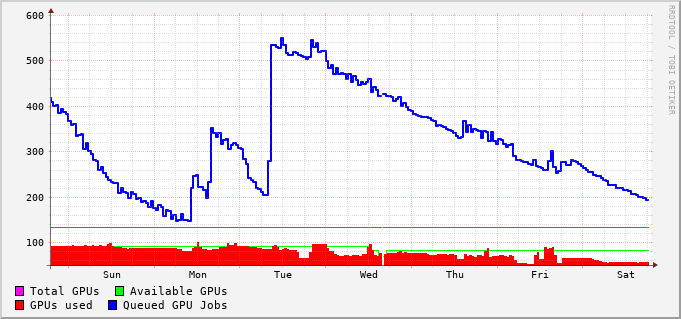 600
500
400
300
200
100
Sun Mon Tue Wed Thu Fri Sat
Total GPUs Available GPUs
GPUs used Queued GPU Jobs
RRDTOOL / TOBI OETIKER